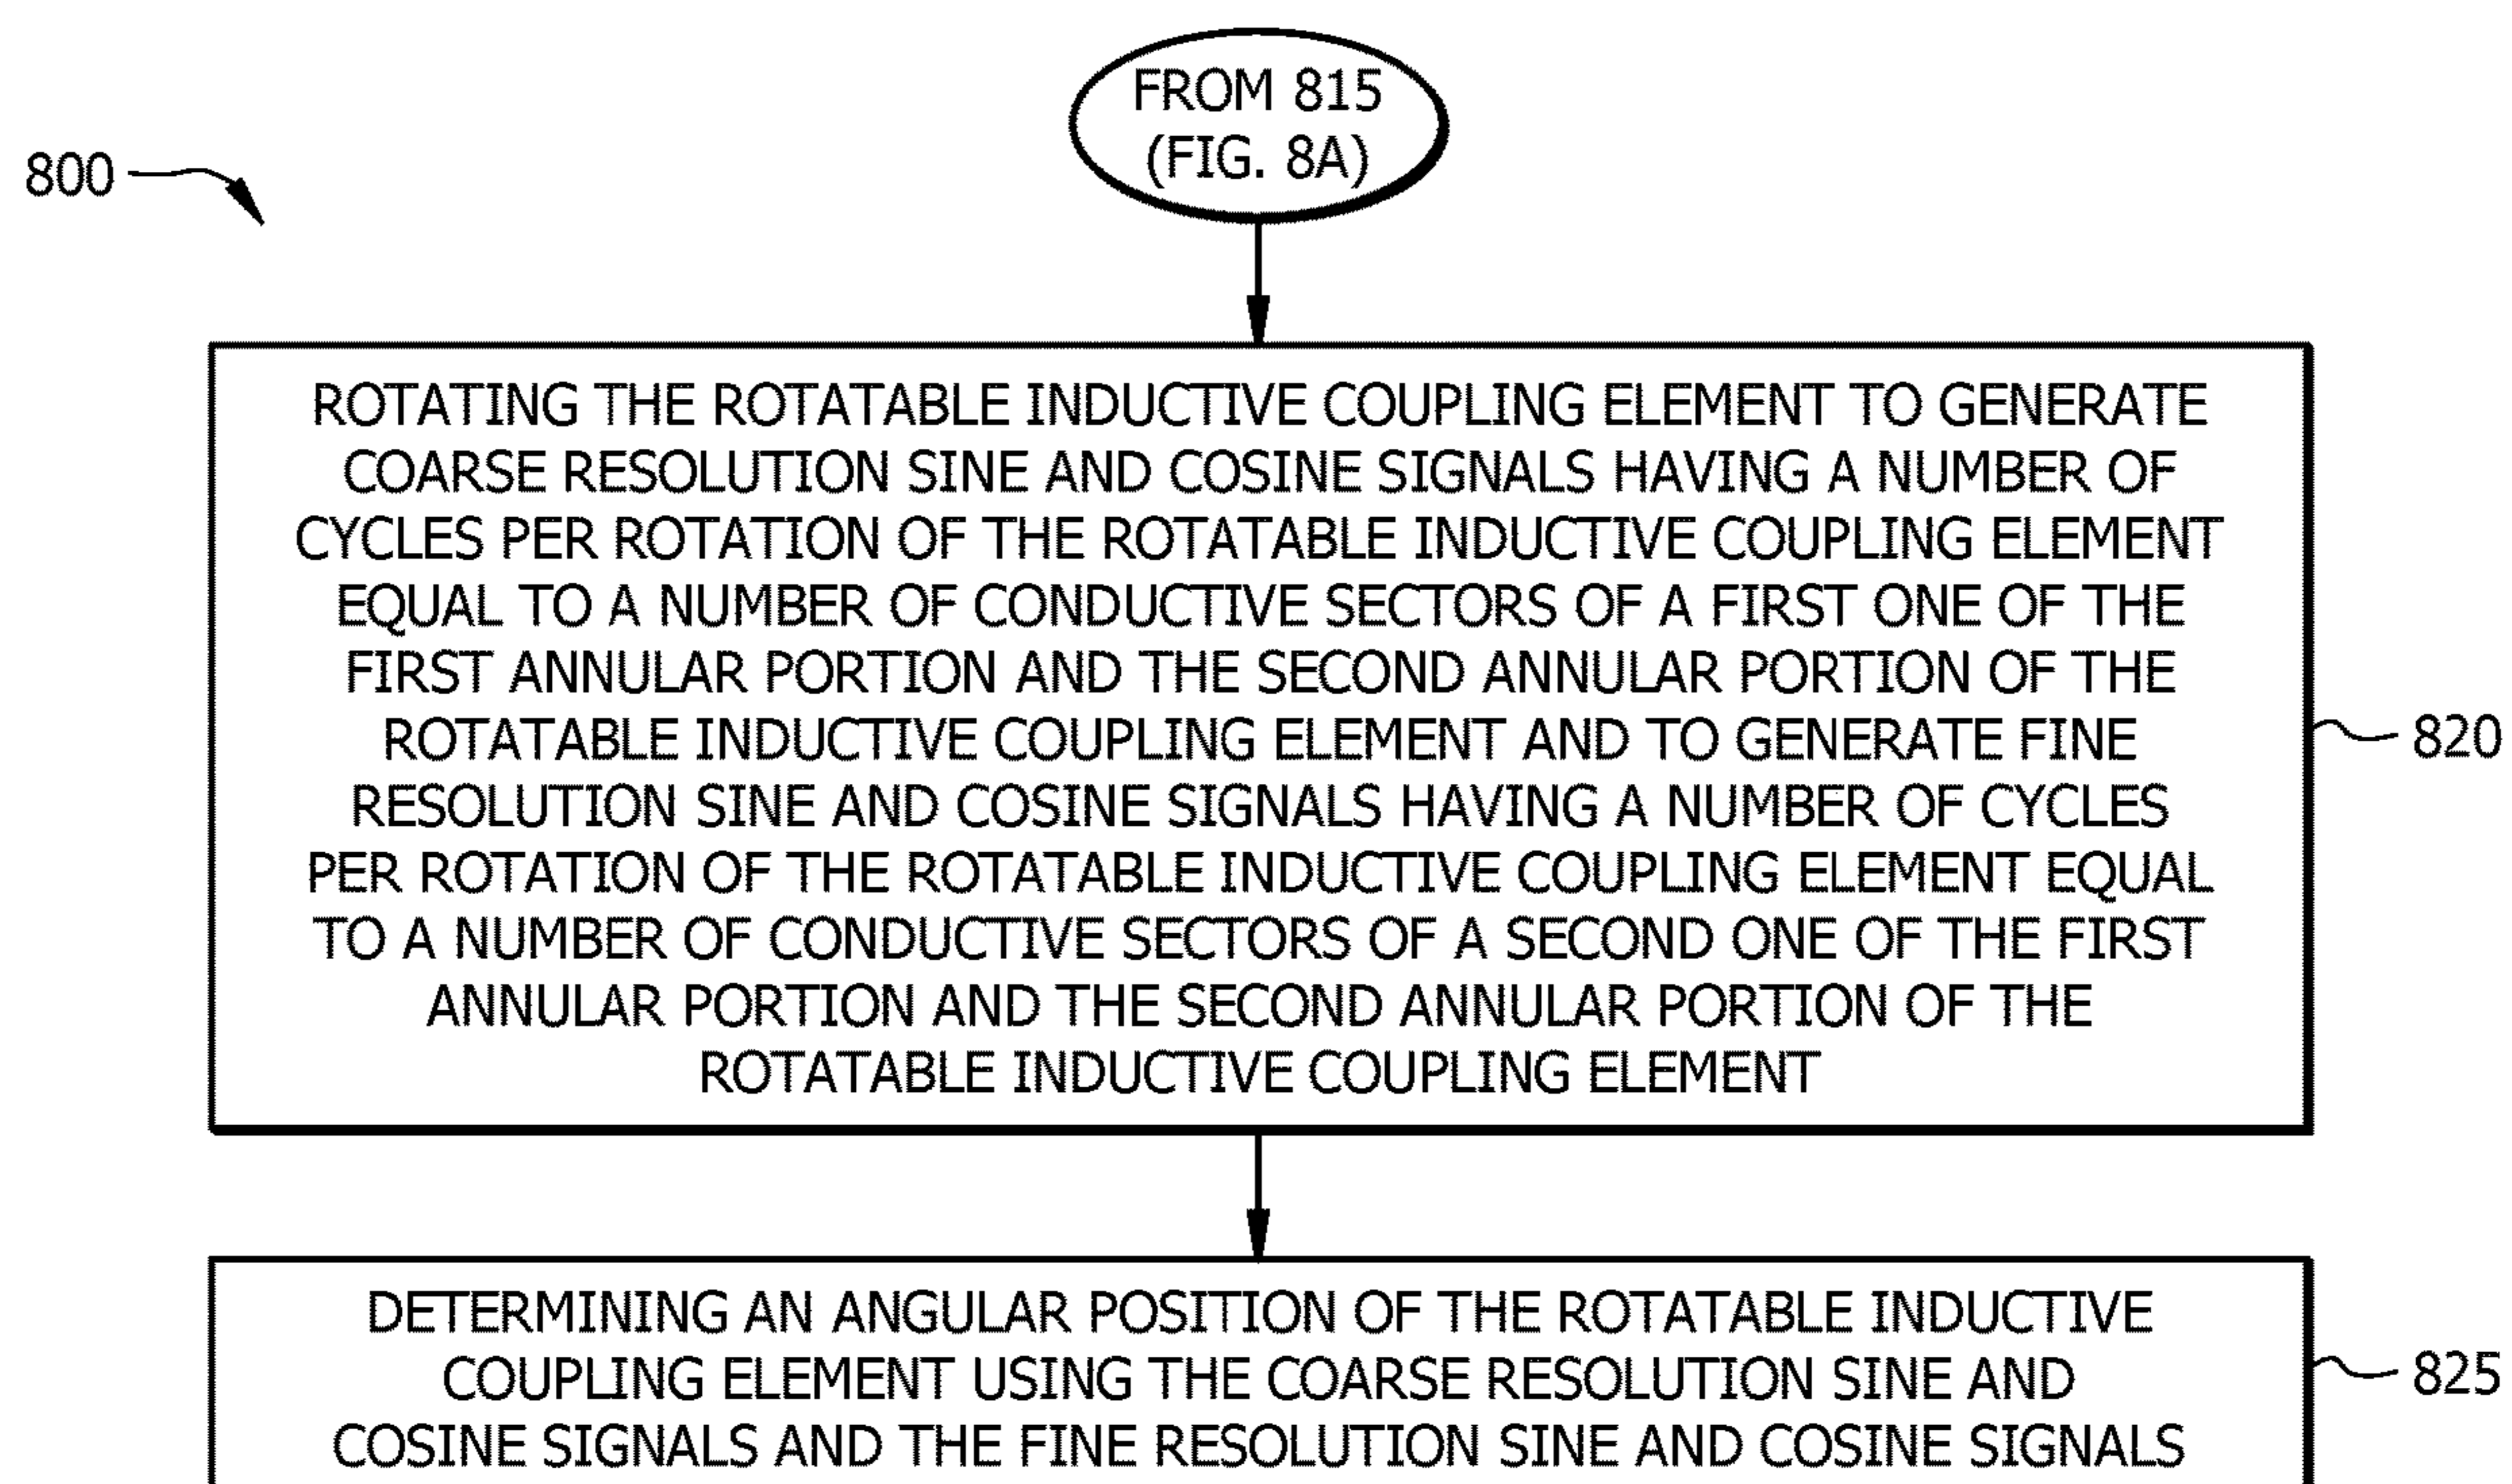 FROM 815
(FIG. 8A)
800
ROTATING THE ROTATABLE INDUCTIVE COUPLING ELEMENT TO GENERATE
COARSE RESOLUTION SINE AND COSINE SIGNALS HAVING A NUMBER OF
CYCLES PER ROTATION OF THE ROTATABLE INDUCTIVE COUPLING ELEMENT
EQUAL TO A NUMBER OF CONDUCTIVE SECTORS OF A FIRST ONE OF THE
FIRST ANNULAR PORTION AND THE SECOND ANNULAR PORTION OF THE
ROTATABLE INDUCTIVE COUPLING ELEMENT AND TO GENERATE FINE
RESOLUTION SINE AND COSINE SIGNALS HAVING A NUMBER OF CYCLES
PER ROTATION OF THE ROTATABLE INDUCTIVE COUPLING ELEMENT EQUAL
TO A NUMBER OF CONDUCTIVE SECTORS OF A SECOND ONE OF THE FIRST
ANNULAR PORTION AND THE SECOND ANNULAR PORTION OF THE
ROTATABLE INDUCTIVE COUPLING ELEMENT
820
DETERMINING AN ANGULAR POSITION OF THE ROTATABLE INDUCTIVE
COUPLING ELEMENT USING THE COARSE RESOLUTION SINE AND
COSINE SIGNALS AND THE FINE RESOLUTION SINE AND COSINE SIGNALS
825